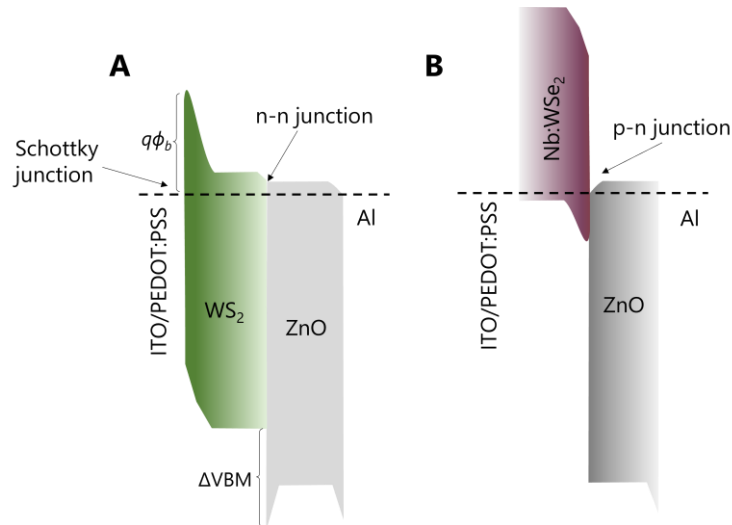 A
B
qϕb
n-n junction
Schottky
junction
ITO/PEDOT:PSS
WS2
ZnO
Al
ΔVBM
Nb:WSe2
p-n junction
ITO/PEDOT:PSS
ZnO
Al